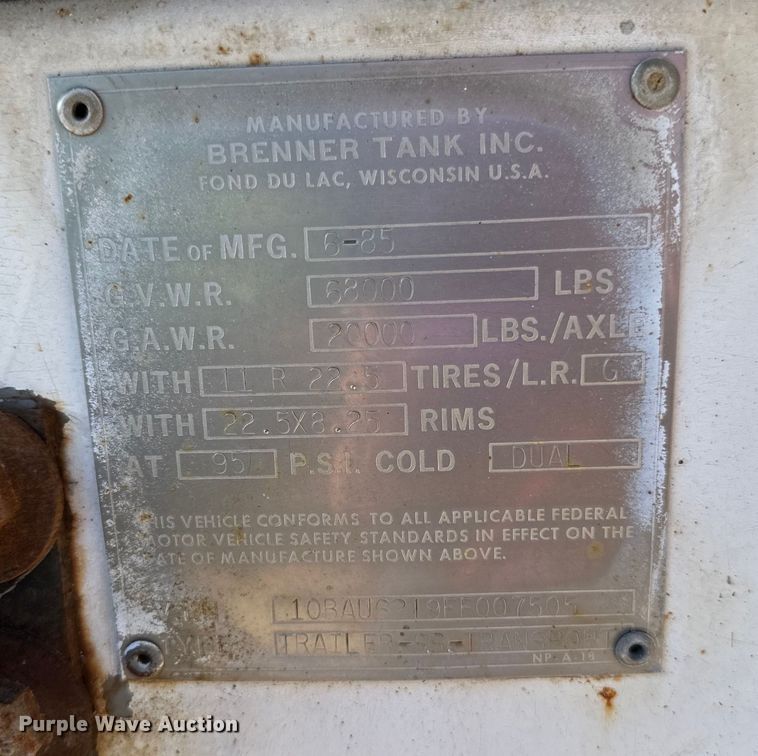 MANUFACTURED BY
BRENNER TANK INC.
FOND DU LAC, WISCONSIN U.S.A.
DATE OF MFG. 6-85
G.V.W.R. 68000 LBS.
G.A.W.R. 20000 LBS./AXLE
WITH 11 R 22.5 TIRES/L.R. G
WITH 22.5X8.25 RIMS
AT 95 P.S.I. COLD DUAL
THIS VEHICLE CONFORMS TO ALL APPLICABLE FEDERAL
MOTOR VEHICLE SAFETY STANDARDS IN EFFECT ON THE
DATE OF MANUFACTURE SHOWN ABOVE.
TRAILER
NP-A-18
Purple Wave Auction